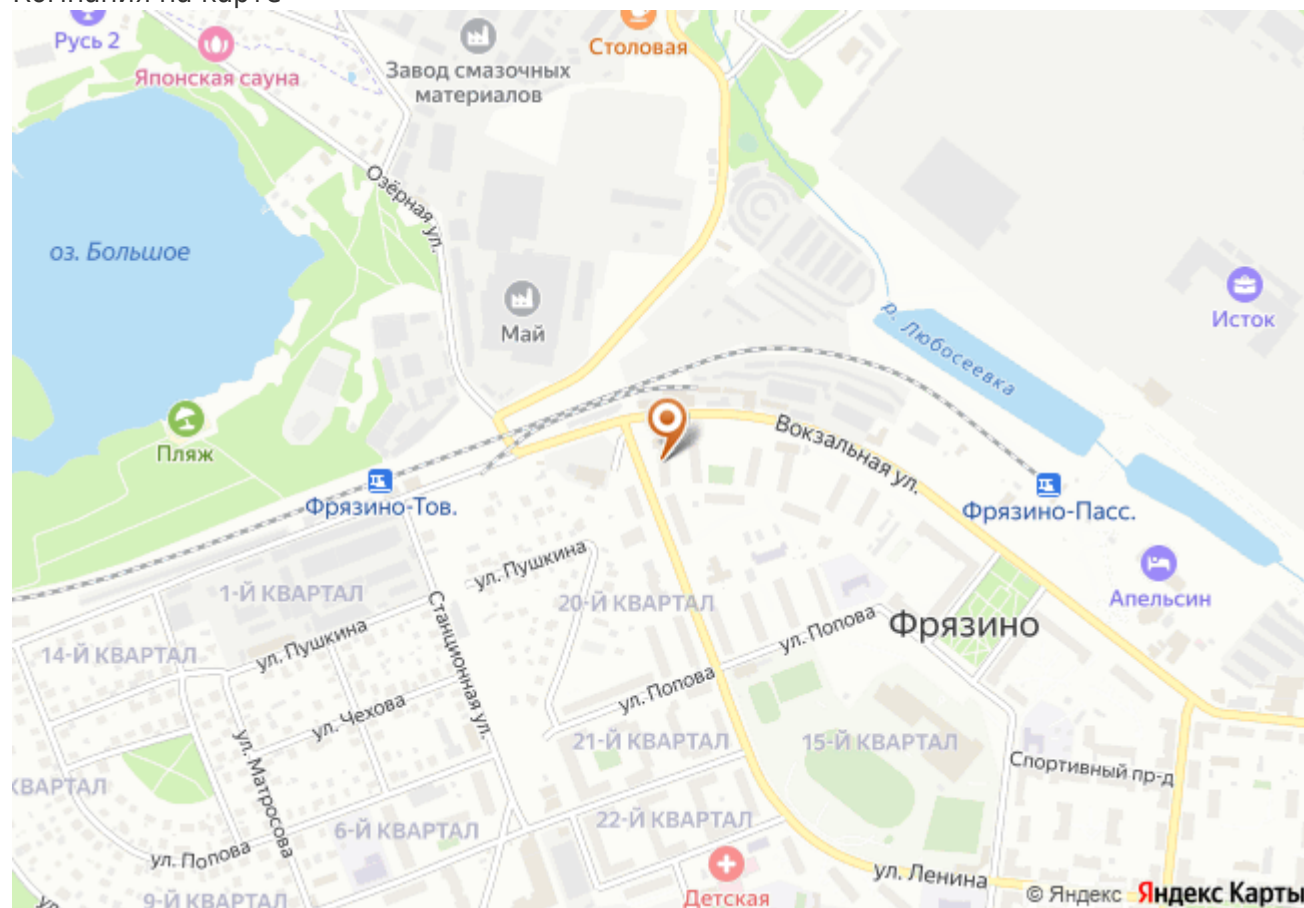 Компания на карте
Русь 2
Японская сауна
Завод смазочных
материалов
Столовая
Озёрная ул.
оз. Большое
Май
р. Любосеевка
Исток
Пляж
Вокзальная ул.
Фрязино-Тов.
Фрязино-Пасс.
ул. Пушкина
1-Й КВАРТАЛ
20-Й КВАРТАЛ
Апельсин
Станционная ул.
ул. Попова
Фрязино
14-Й КВАРТАЛ
ул. Пушкина
ул. Попова
ул. Чехова
21-Й КВАРТАЛ
15-Й КВАРТАЛ
ул. Матросова
КВАРТАЛ
Спортивный пр-д
6-Й КВАРТАЛ
22-Й КВАРТАЛ
ул. Попова
ул. Ленина
9-Й КВАРТАЛ
Детская
© Яндекс Яндекс Карты